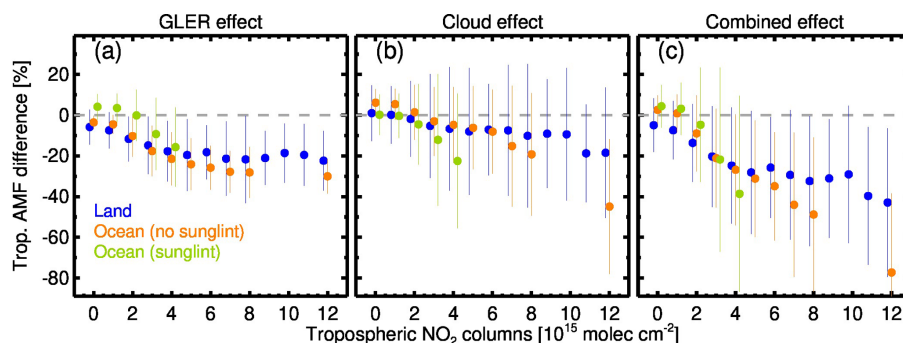 GLER effect
Cloud effect
Combined effect
Trop. AMF difference [%]
20
0
-20
-40
-60
-80
(a)
(b)
(c)
Land
Ocean (no sunglint)
Ocean (sunglint)
0 2 4 6 8 10 12
0 2 4 6 8 10 12
0 2 4 6 8 10 12
Tropospheric NO₂ columns [10¹⁵ molec cm⁻²]